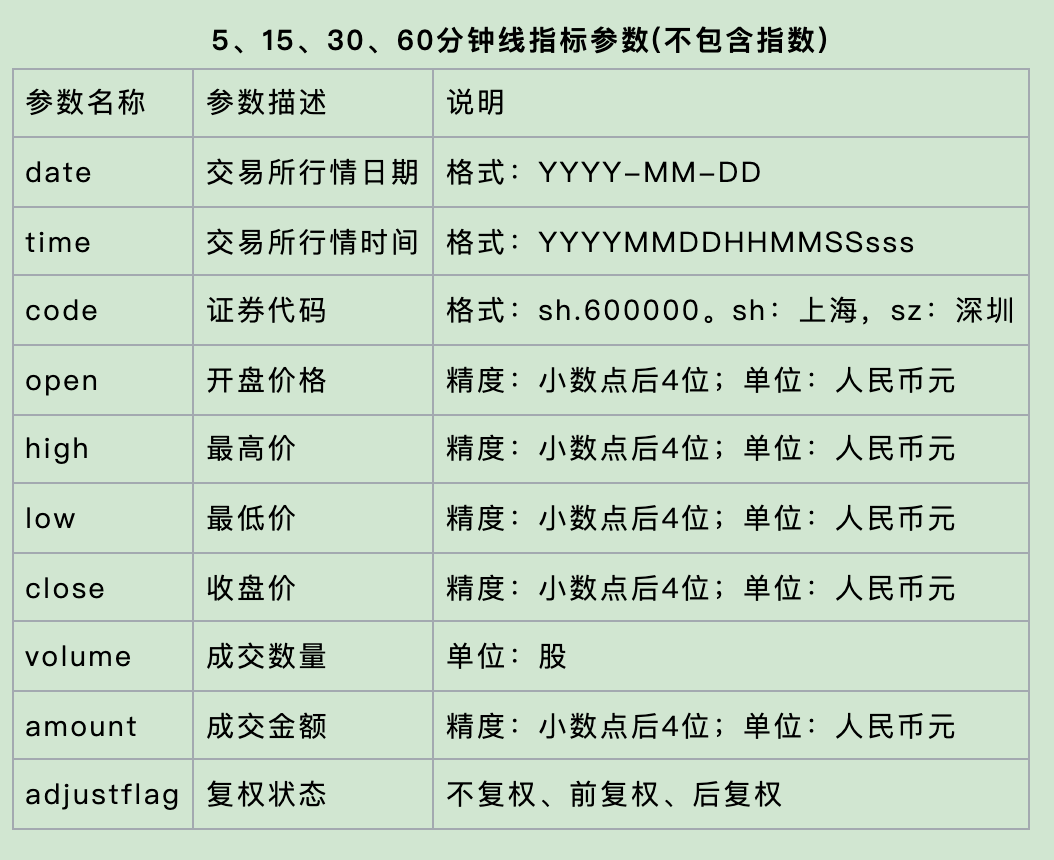 5、15、30、60分钟线指标参数(不包含指数)
参数名称 参数描述 说明
date 交易所行情日期 格式：YYYY-MM-DD
time 交易所行情时间 格式：YYYYMMDDHHMMSSsss
code 证券代码 格式：sh.600000。sh：上海，sz：深圳
open 开盘价格 精度：小数点后4位；单位：人民币元
high 最高价 精度：小数点后4位；单位：人民币元
low 最低价 精度：小数点后4位；单位：人民币元
close 收盘价 精度：小数点后4位；单位：人民币元
volume 成交数量 单位：股
amount 成交金额 精度：小数点后4位；单位：人民币元
adjustflag 复权状态 不复权、前复权、后复权